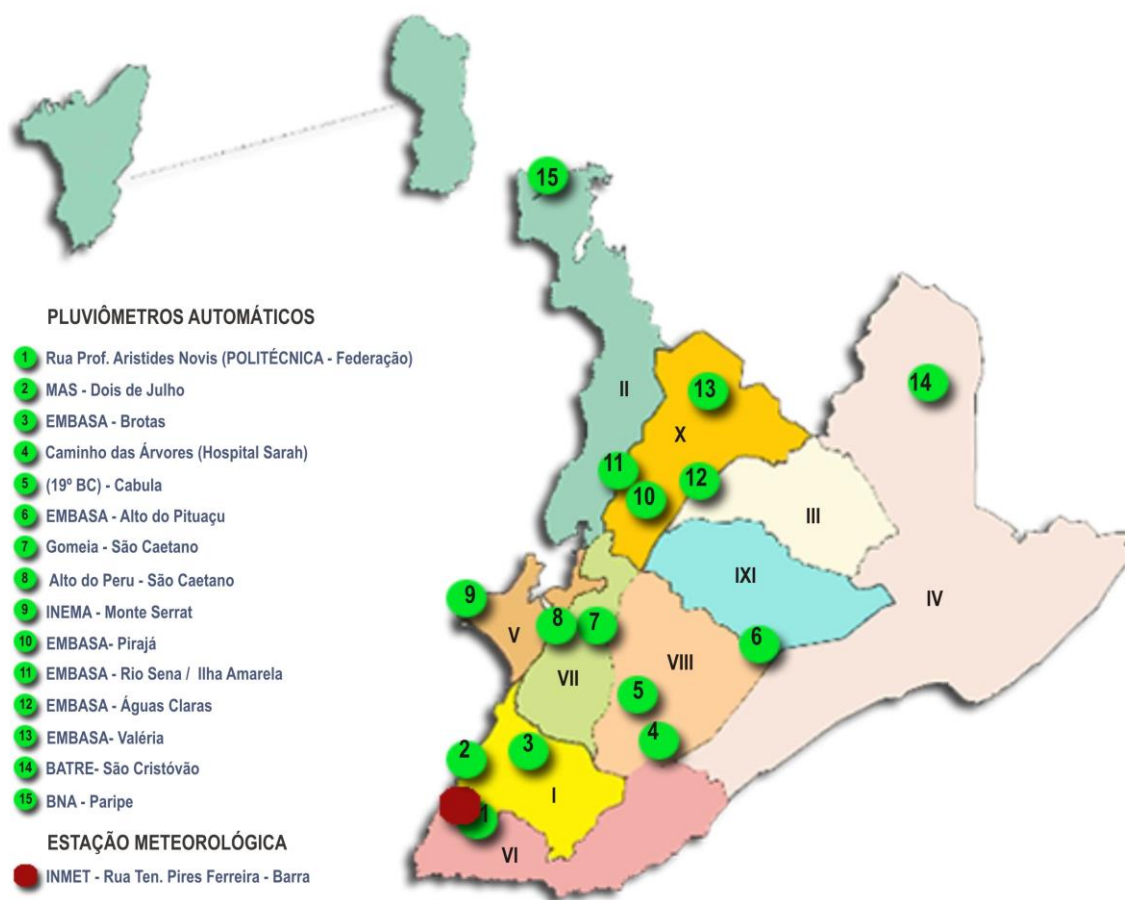 PLUVIÔMETROS AUTOMÁTICOS
1 Rua Prof. Aristides Novis (POLITÉCNICA - Federação)
2 MAS - Dois de Julho
3 EMBASA - Brotas
4 Caminho das Árvores (Hospital Sarah)
5 (19º BC) - Cabula
6 EMBASA - Alto do Pituaçu
7 Gomeia - São Caetano
8 Alto do Peru - São Caetano
9 INEMA - Monte Serrat
10 EMBASA- Pirajá
11 EMBASA - Rio Sena / Ilha Amarela
12 EMBASA - Águas Claras
13 EMBASA- Valéria
14 BATRE- São Cristóvão
15 BNA - Paripe
ESTAÇÃO METEOROLÓGICA
INMET - Rua Ten. Pires Ferreira - Barra
15
14
II
13
X
11
12
10
III
IXI
IV
9
V
8
7
6
VIII
VII
5
4
3
2
I
1
VI